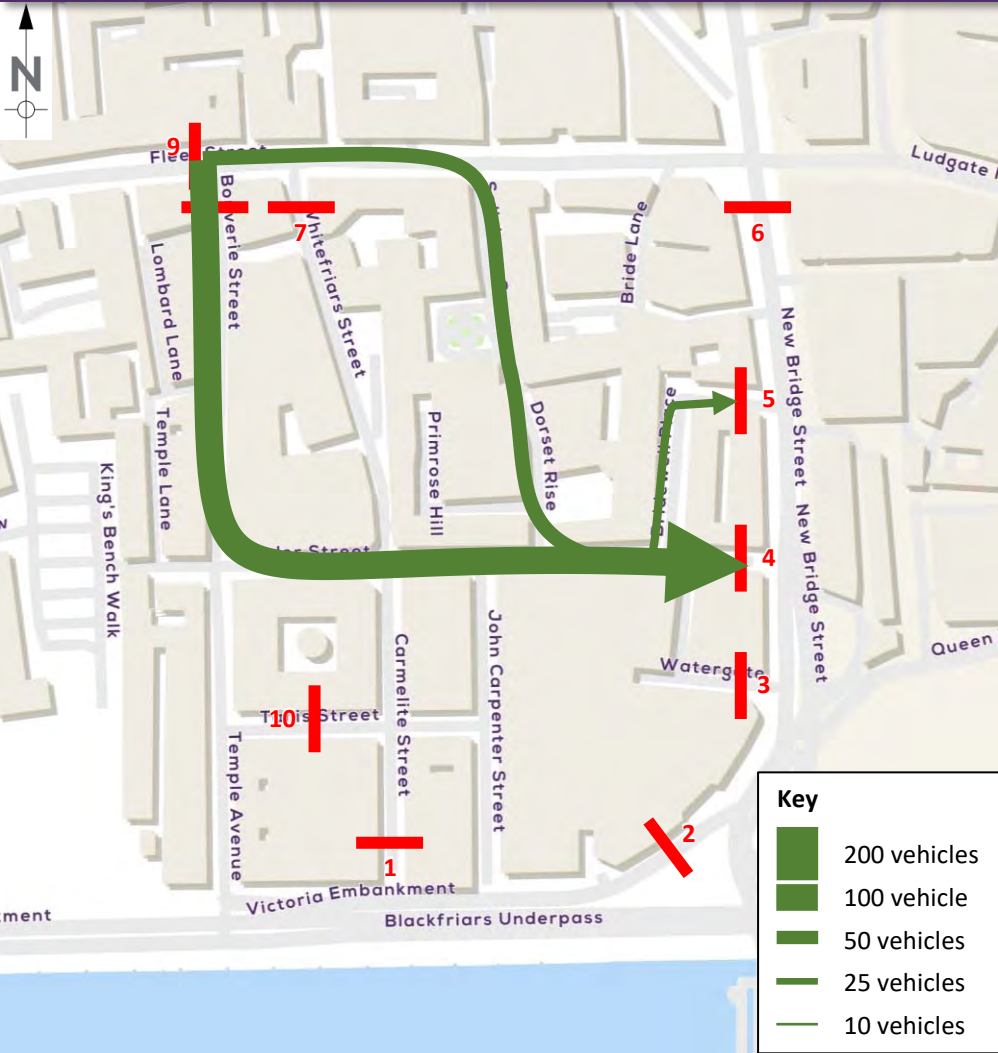 N
9
Ludgate
7
6
Bouverie Street
Whitefriars Street
Lombard Lane
Bride Lane
New Bridge Street
5
Primrose Hill
Dorset Rise
Temple Lane
King's Bench Walk
New Bridge Street
4
Street
Carmelite Street
John Carpenter Street
Queen
Watergate
3
10
Street
Temple Avenue
2
1
Victoria Embankment
Blackfriars Underpass
Key
200 vehicles
100 vehicle
50 vehicles
25 vehicles
10 vehicles